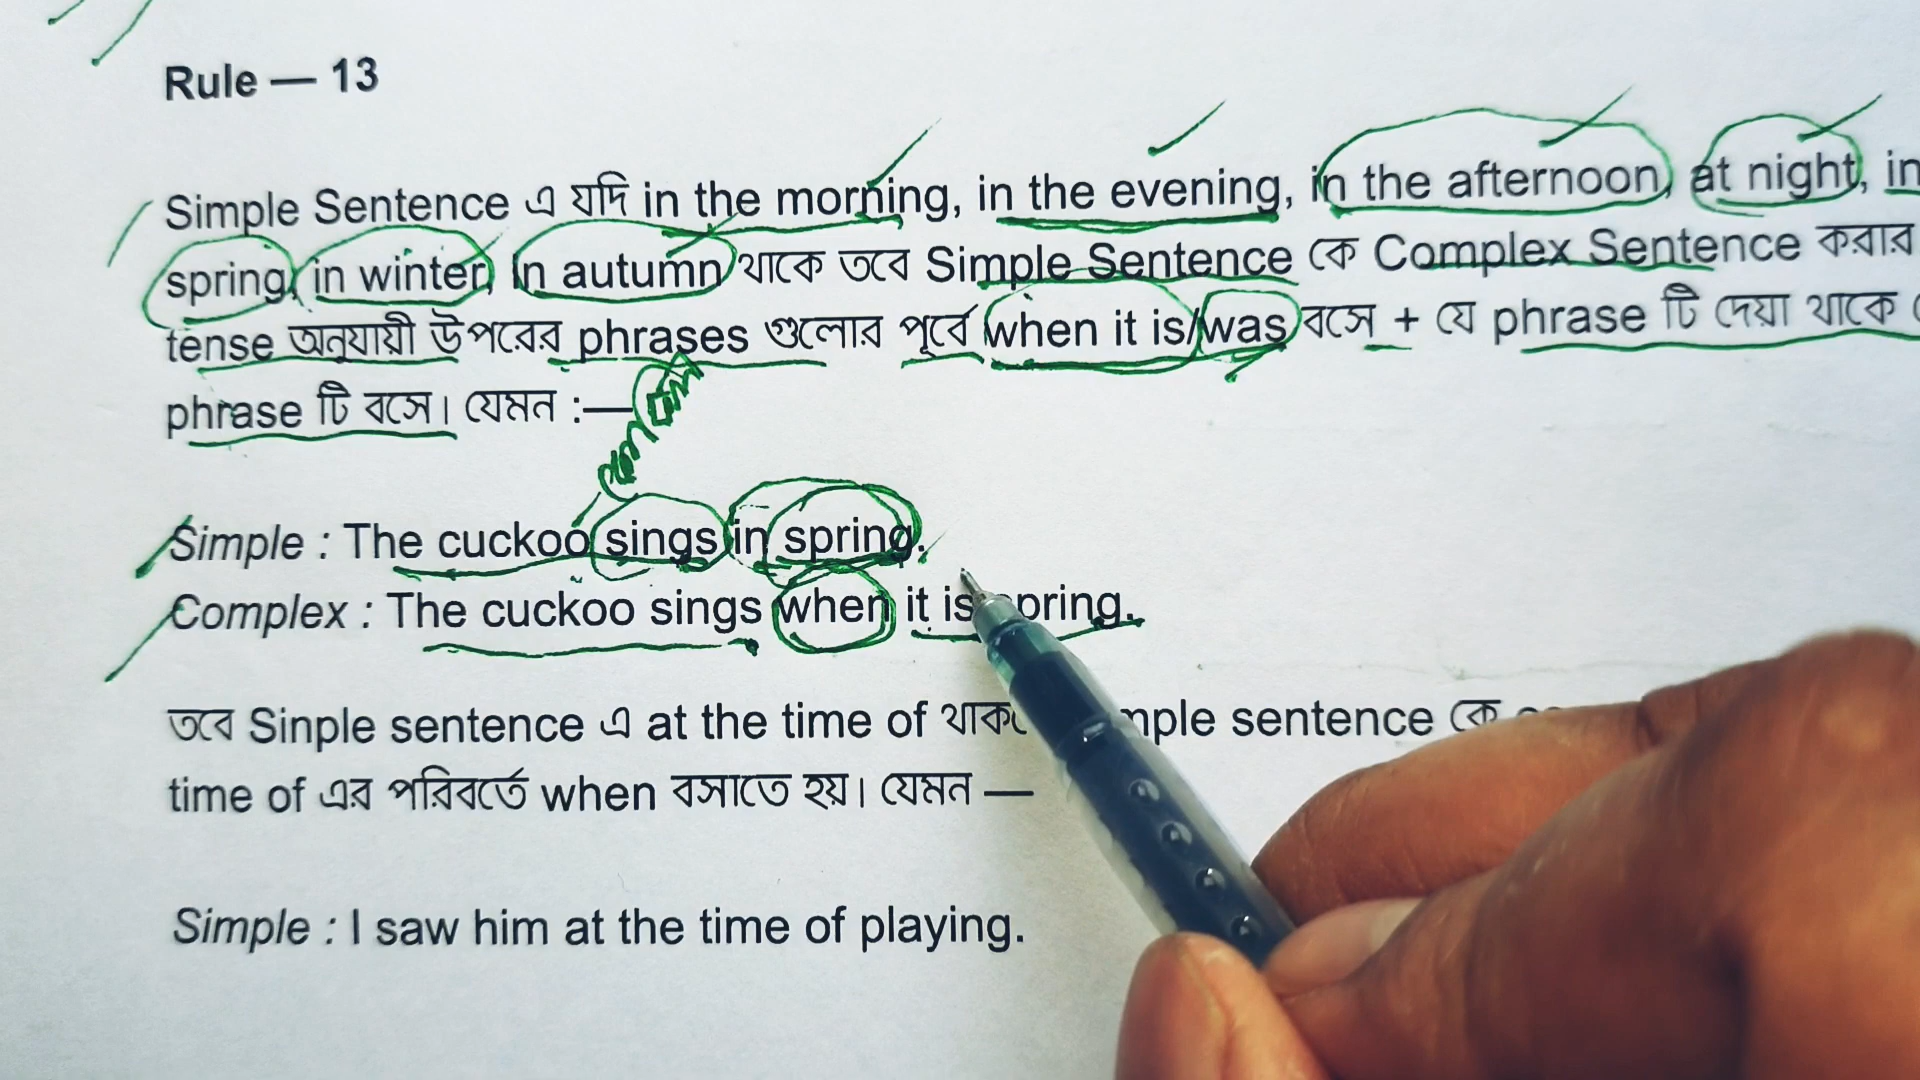 Rule — 13
Simple Sentence এ যদি in the morning, in the evening, in the afternoon, at night, in
spring, in winter, in autumn থাকে তবে Simple Sentence কে Complex Sentence করার
tense অনুযায়ী উপরের phrases গুলোর পূর্বে when it is/was বসে + যে phrase টি দেয়া থাকে
phrase টি বসে। যেমন :—
Simple : The cuckoo sings in spring.
Complex : The cuckoo sings when it is spring.
তবে Sinple sentence এ at the time of sentence কে
time of এর পরিবর্তে when বসাতে হয়। যেমন —
Simple : I saw him at the time of playing.